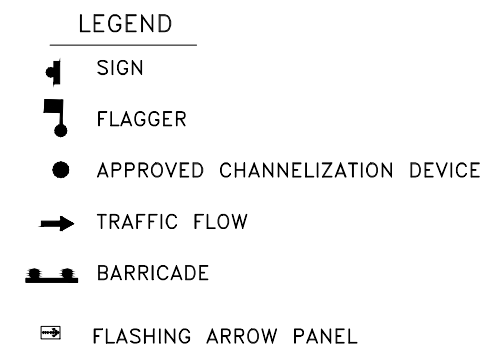 LEGEND
SIGN
FLAGGER
APPROVED CHANNELIZATION DEVICE
TRAFFIC FLOW
BARRICADE
FLASHING ARROW PANEL